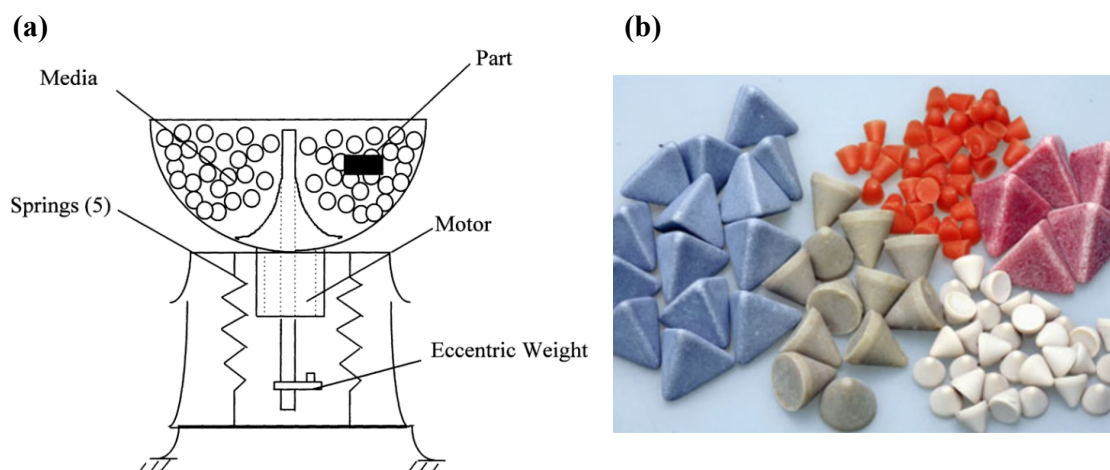 (a)
(b)
Media
Part
Springs (5)
Motor
Eccentric Weight